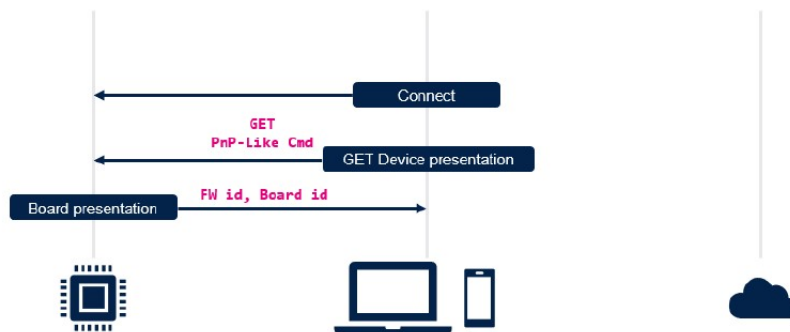 Connect
GET
PnP-Like Cmd
GET Device presentation
FW id, Board id
Board presentation